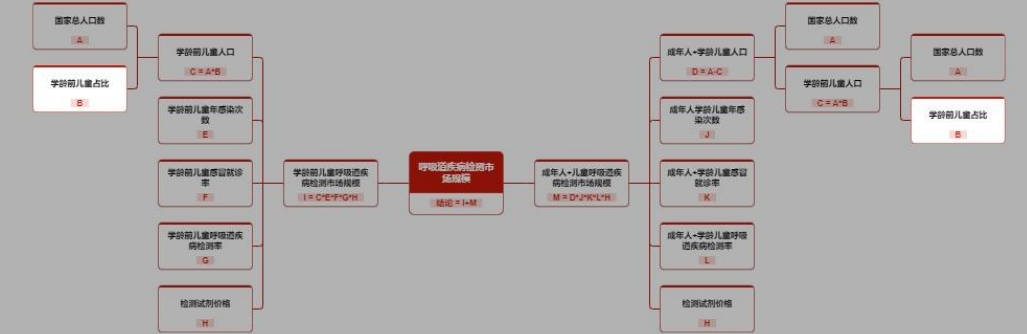 国家总人口数
A
学龄前儿童占比
B
学龄前儿童人口
C = A*B
学龄前儿童年感染次
数
E
学龄前儿童感冒就诊
率
F
学龄前儿童呼吸道疾
病检测率
G
检测试剂价格
H
学龄前儿童呼吸道疾
病检测市场规模
I = C*E*F*G*H
呼吸道疾病检测市
场规模
结论 = I+M
成年人+儿童呼吸道疾
病检测市场规模
M = D*J*K*L*H
成年人+学龄儿童人口
D = A-C
成年人学龄儿童年感
染次数
J
成年人+学龄儿童感冒
就诊率
K
成年人+学龄儿童呼吸
道疾病检测率
L
检测试剂价格
H
国家总人口数
A
学龄前儿童人口
C = A*B
国家总人口数
A
学龄前儿童占比
B